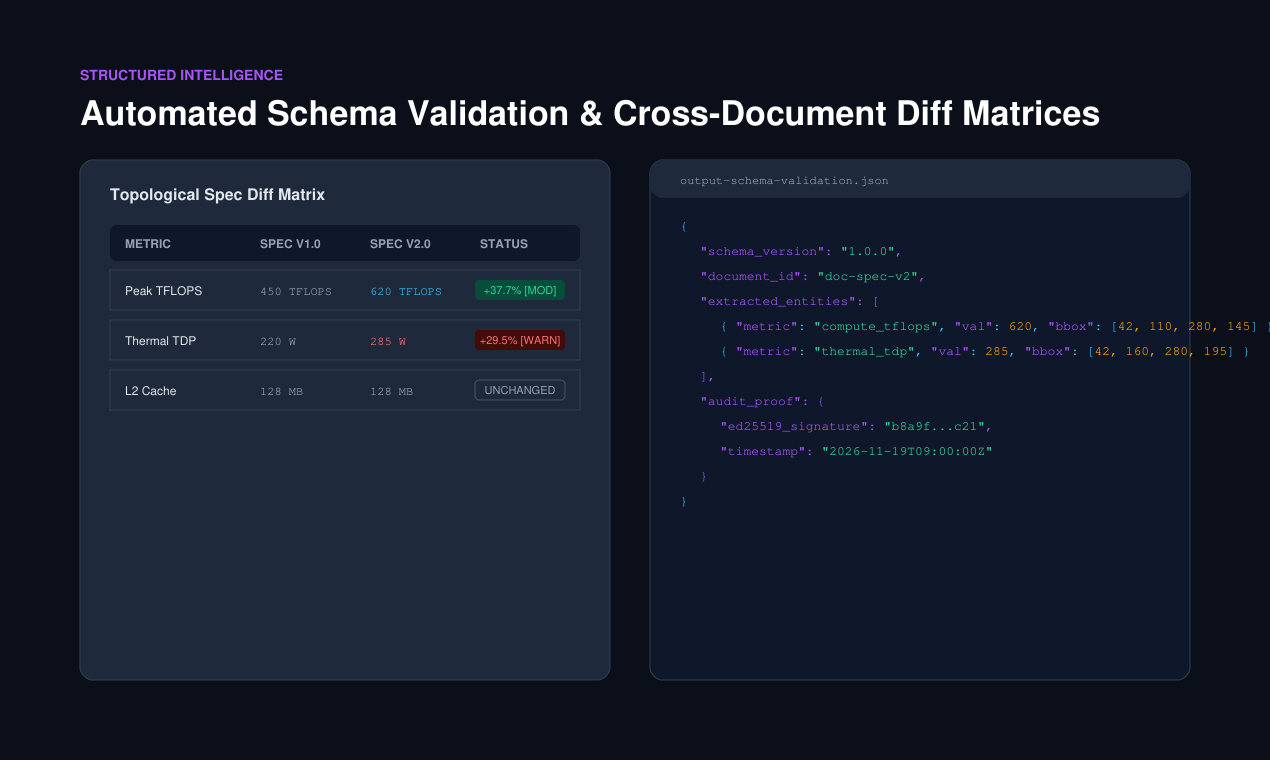 STRUCTURED INTELLIGENCE
Automated Schema Validation & Cross-Document Diff Matrices
Topological Spec Diff Matrix
METRIC SPEC V1.0 SPEC V2.0 STATUS
Peak TFLOPS 450 TFLOPS 620 TFLOPS +37.7% [MOD]
Thermal TDP 220 W 285 W +29.5% [WARN]
L2 Cache 128 MB 128 MB UNCHANGED
output-schema-validation.json
{
"schema_version": "1.0.0",
"document_id": "doc-spec-v2",
"extracted_entities": [
{ "metric": "compute_tflops", "val": 620, "bbox": [42, 110, 280, 145] }
{ "metric": "thermal_tdp", "val": 285, "bbox": [42, 160, 280, 195] }
],
"audit_proof": {
"ed25519_signature": "b8a9f...c21",
"timestamp": "2026-11-19T09:00:00Z"
}
}